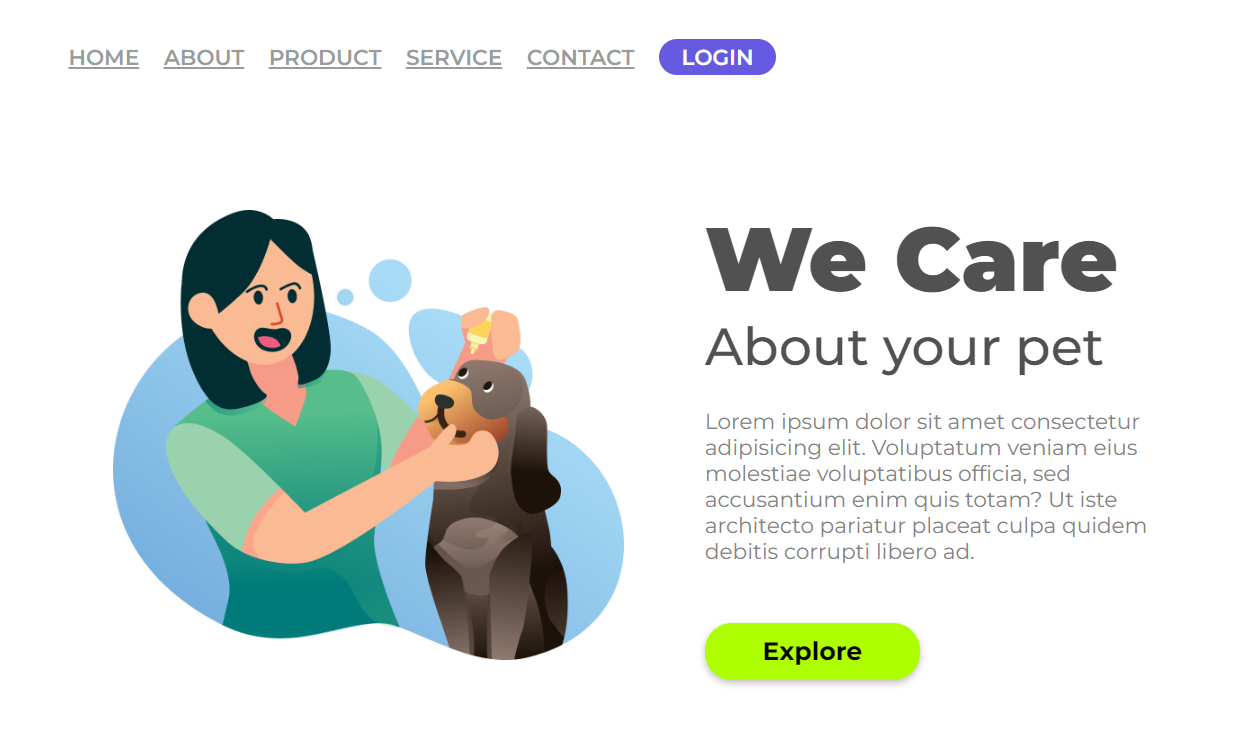 HOME ABOUT PRODUCT SERVICE CONTACT LOGIN
We Care
About your pet
Lorem ipsum dolor sit amet consectetur
adipisicing elit. Voluptatum veniam eius
molestiae voluptatibus officia, sed
accusantium enim quis totam? Ut iste
architecto pariatur placeat culpa quidem
debitis corrupti libero ad.
Explore